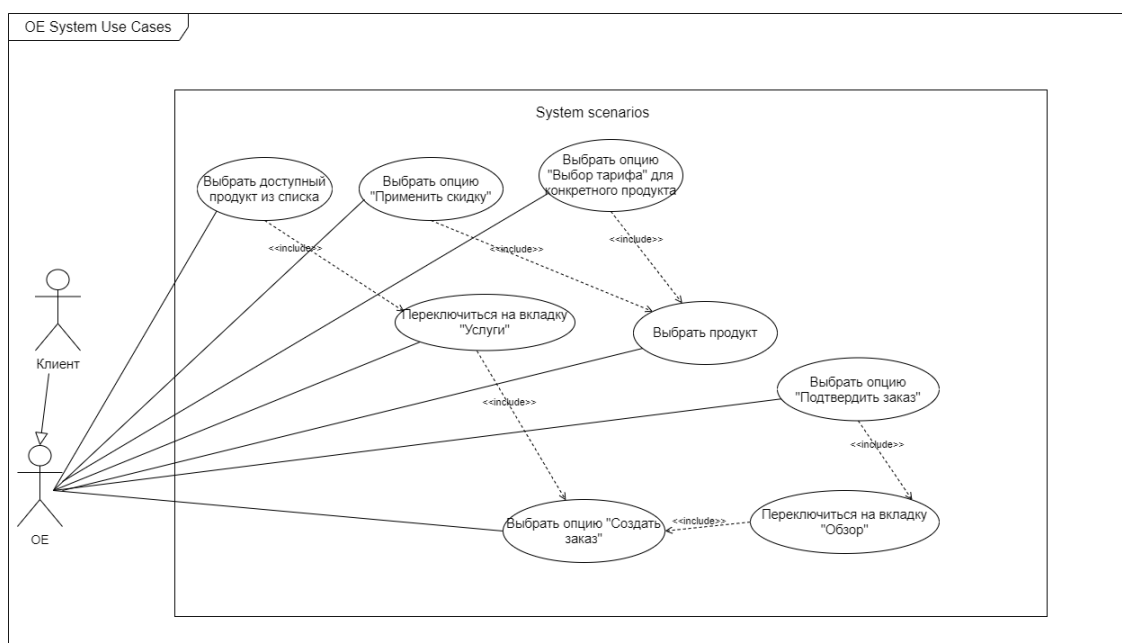 OE System Use Cases
System scenarios
Выбрать доступный
продукт из списка
Выбрать опцию
"Применить скидку"
Выбрать опцию
"Выбор тарифа" для
конкретного продукта
<<include>>
<<include>>
<<include>>
Переключиться на вкладку
"Услуги"
Выбрать продукт
Клиент
Выбрать опцию
"Подтвердить заказ"
<<include>>
<<include>>
Выбрать опцию "Создать
заказ"
<<include>>
Переключиться на вкладку
"Обзор"
OE